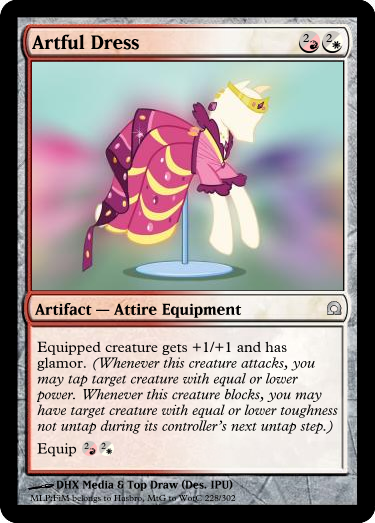 Artful Dress
Artifact — Attire Equipment
Equipped creature gets +1/+1 and has
glamor. (Whenever this creature attacks, you
may tap target creature with equal or lower
power. Whenever this creature blocks, you may
have target creature with equal or lower toughness
not untap during its controller's next untap step.)
Equip
DHX Media & Top Draw (Des. IPU)
MLP:FiM belongs to Hasbro, MtG to WotC 228/302